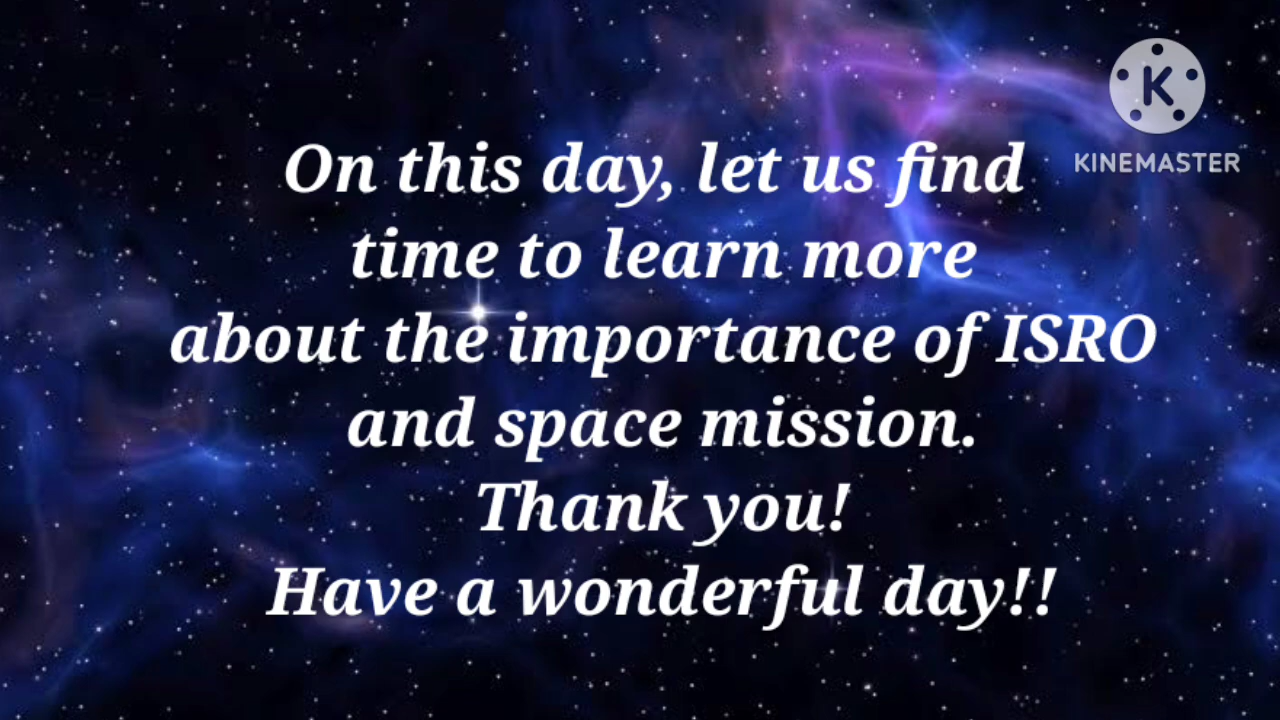 K
KINEMASTER
On this day, let us find
time to learn more
about the importance of ISRO
and space mission.
Thank you!
Have a wonderful day!!